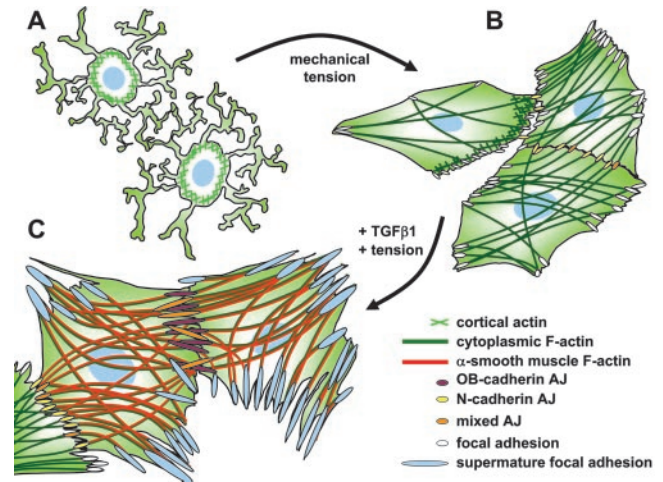 A
mechanical
tension
B
C
+ TGFβ1
+ tension
cortical actin
cytoplasmic F-actin
α-smooth muscle F-actin
OB-cadherin AJ
N-cadherin AJ
mixed AJ
focal adhesion
supermature focal adhesion